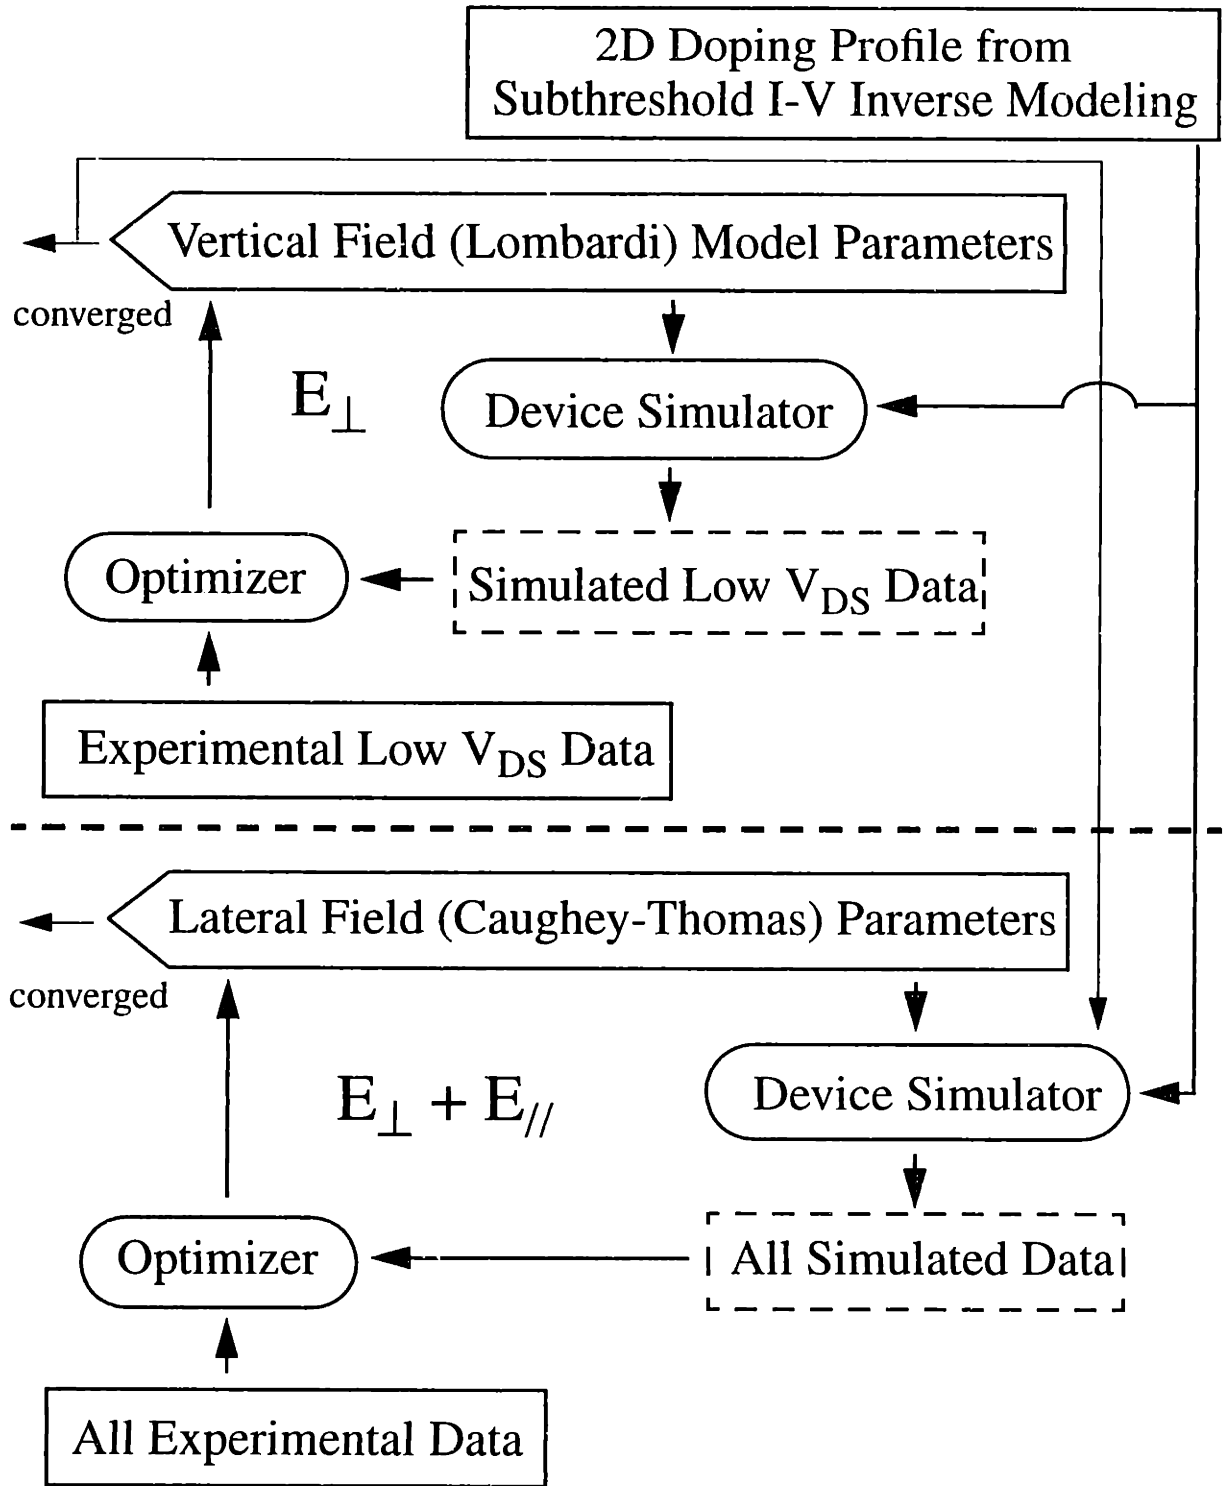 2D Doping Profile from
Subthreshold I-V Inverse Modeling
Vertical Field (Lombardi) Model Parameters
converged
E⊥
Device Simulator
Optimizer
Simulated Low VDS Data
Experimental Low VDS Data
Lateral Field (Caughey-Thomas) Parameters
converged
E⊥ + E//
Device Simulator
Optimizer
All Simulated Data
All Experimental Data